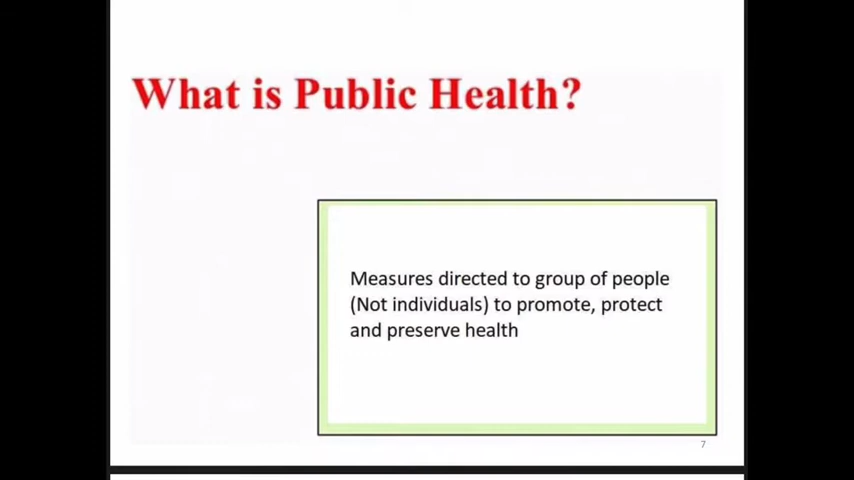 What is Public Health?
Measures directed to group of people
(Not individuals) to promote, protect
and preserve health
7